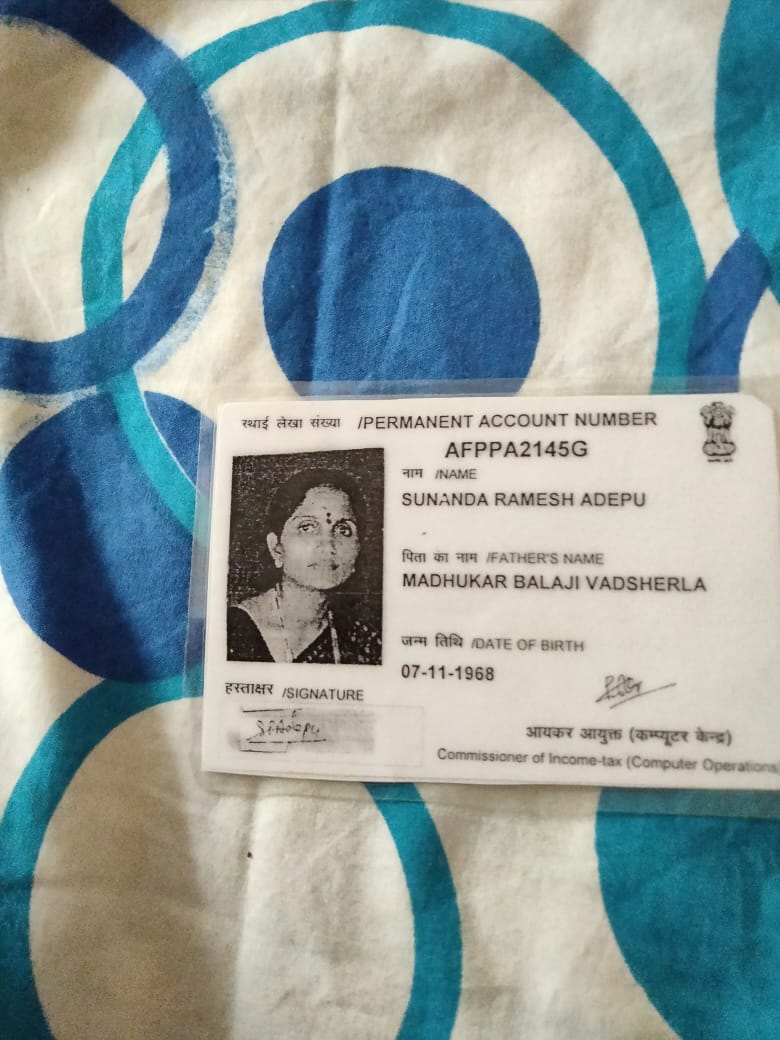 स्थाई लेखा संख्या /PERMANENT ACCOUNT NUMBER
AFPPA2145G
नाम /NAME
SUNANDA RAMESH ADEPU
पिता का नाम /FATHER'S NAME
MADHUKAR BALAJI VADSHERLA
जन्म तिथि /DATE OF BIRTH
07-11-1968
हस्ताक्षर /SIGNATURE
आयकर आयुक्त (कम्प्यूटर केन्द्र)
Commissioner of Income-tax (Computer Operations)